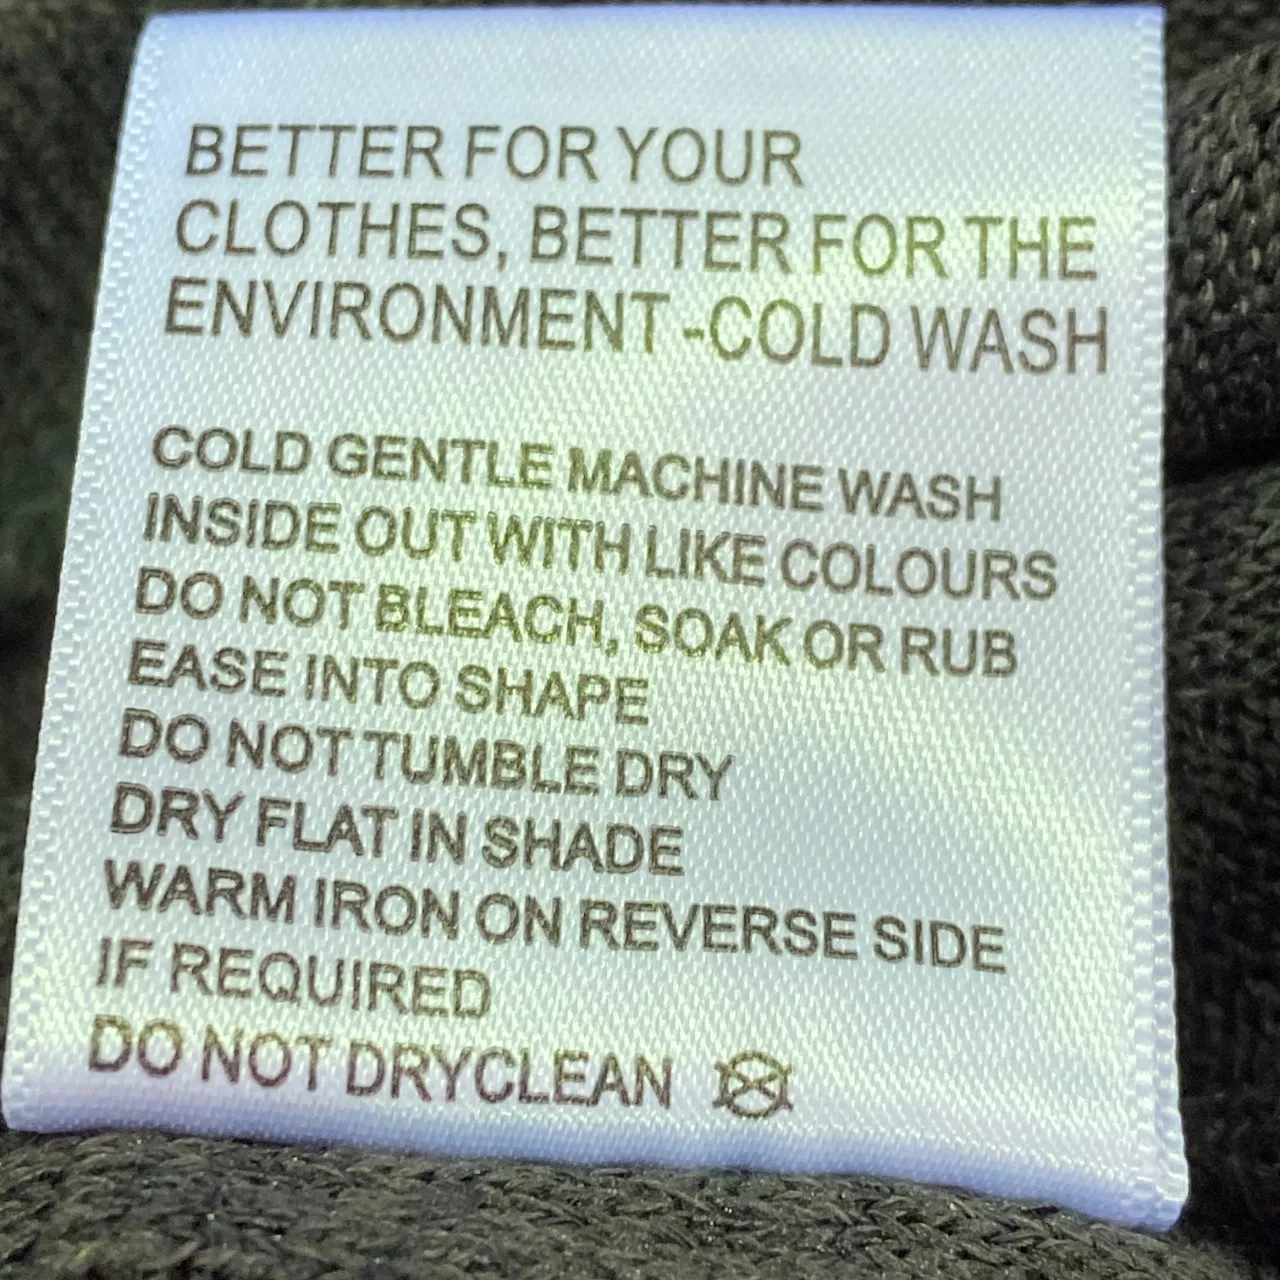 BETTER FOR YOUR
CLOTHES, BETTER FOR THE
ENVIRONMENT -COLD WASH
COLD GENTLE MACHINE WASH
INSIDE OUT WITH LIKE COLOURS
DO NOT BLEACH, SOAK OR RUB
EASE INTO SHAPE
DO NOT TUMBLE DRY
DRY FLAT IN SHADE
WARM IRON ON REVERSE SIDE
IF REQUIRED
DO NOT DRYCLEAN